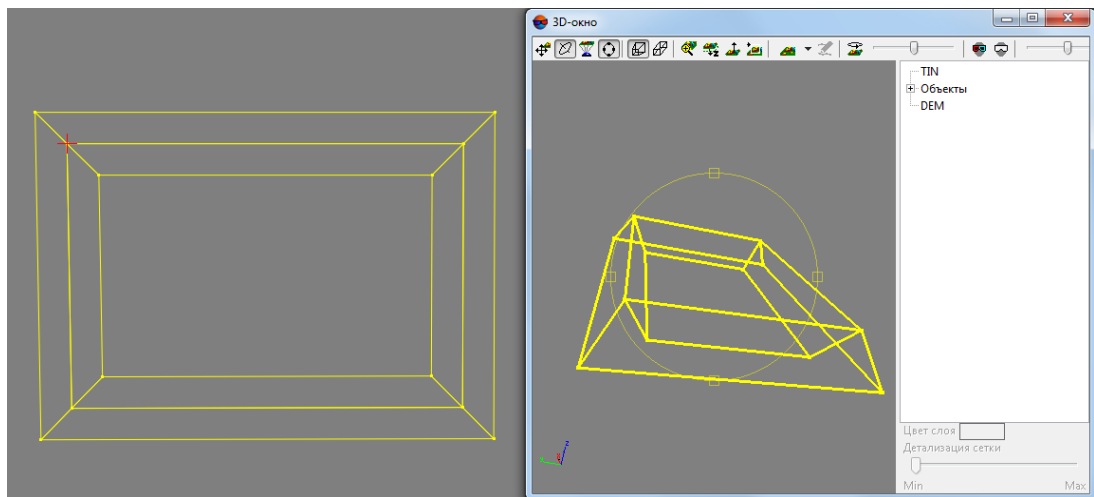 3D-окно
TIN
Объекты
DEM
Цвет слоя
Детализация сетки
Min Max
z